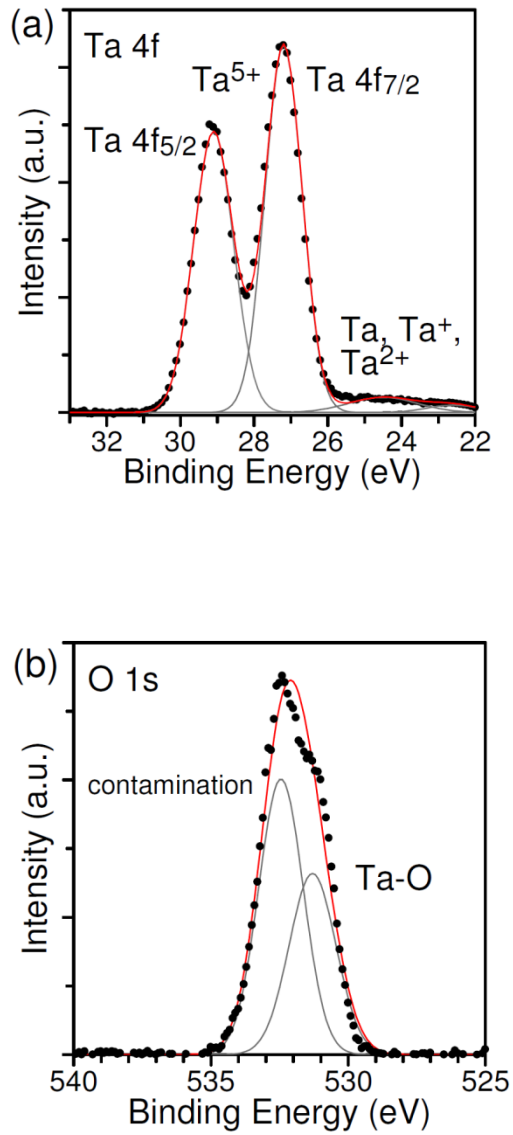 (a)
Ta 4f
Ta⁵⁺ Ta 4f₇/₂
Ta 4f₅/₂
Ta, Ta⁺,
Ta²⁺
Intensity (a.u.)
32 30 28 26 24 22
Binding Energy (eV)
(b)
O 1s
contamination
Ta-O
Intensity (a.u.)
540 535 530 525
Binding Energy (eV)